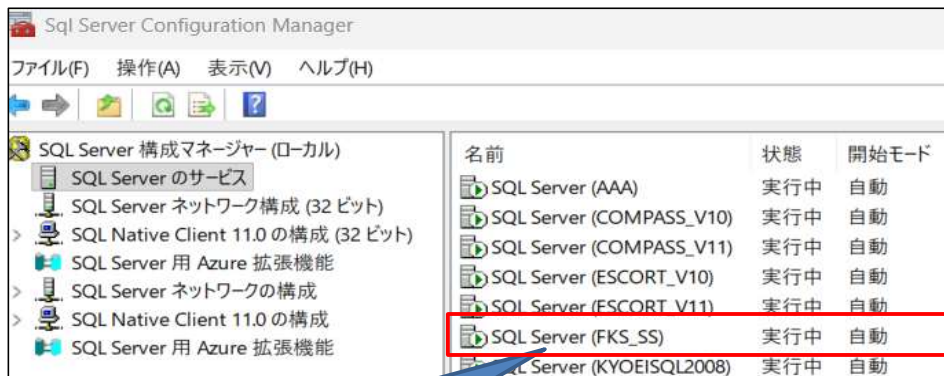 Sql Server Configuration Manager
ファイル(F) 操作(A) 表示(V) ヘルプ(H)
SQL Server 構成マネージャー (ローカル)
SQL Server のサービス
SQL Server ネットワーク構成 (32 ビット)
SQL Native Client 11.0 の構成 (32 ビット)
SQL Server 用 Azure 拡張機能
SQL Server ネットワークの構成
SQL Native Client 11.0 の構成
SQL Server 用 Azure 拡張機能
名前 状態 開始モード
SQL Server (AAA) 実行中 自動
SQL Server (COMPASS_V10) 実行中 自動
SQL Server (COMPASS_V11) 実行中 自動
SQL Server (ESCORT_V10) 実行中 自動
SQL Server (ESCORT_V11) 実行中 自動
SQL Server (FKS_SS) 実行中 自動
SQL Server (KYOEISQL2008) 実行中 自動